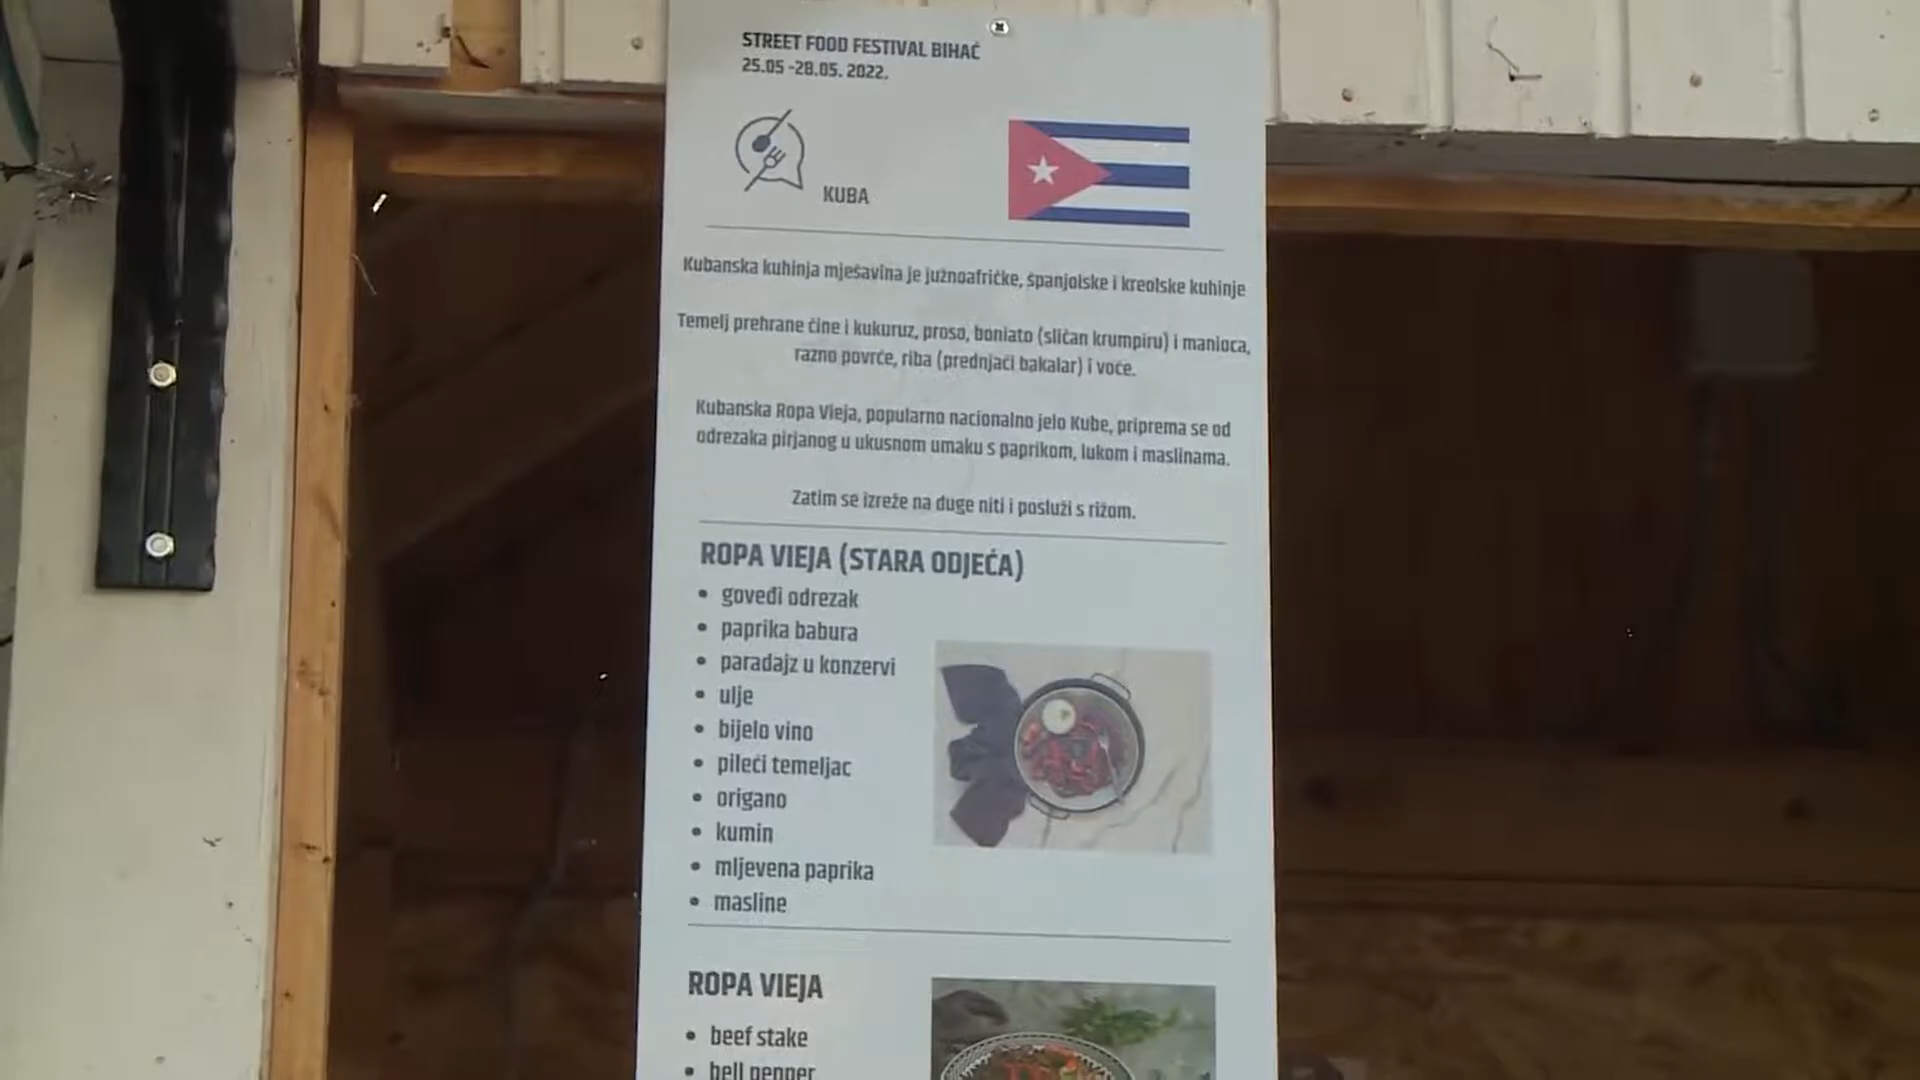 STREET FOOD FESTIVAL BIHAĆ
25.05 -28.05. 2022.
KUBA
Kubanska kuhinja mješavina je južnoafričke, španjolske i kreolske kuhinje
Temelj prehrane čine i kukuruz, proso, boniato (sličan krumpiru) i manioca,
razno povrće, riba (prednjači bakalar) i voće.
Kubanska Ropa Vieja, popularno nacionalno jelo Kube, priprema se od
odrezaka pirjanog u ukusnom umaku s paprikom, lukom i maslinama.
Zatim se izreže na duge niti i posluži s rižom.
ROPA VIEJA (STARA ODJEĆA)
• goveđi odrezak
• paprika babura
• paradajz u konzervi
• ulje
• bijelo vino
• pileći temeljac
• origano
• kumin
• mljevena paprika
• masline
ROPA VIEJA
• beef stake
• bell pepper